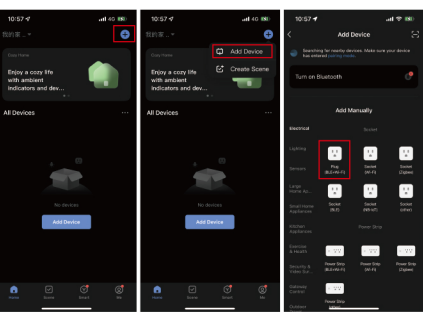 10:57
4G
我的家...
Cozy Home
Enjoy a cozy life
with ambient
indicators and dev...
All Devices
No devices
Add Device
Home
Scene
Smart
Me
10:57
4G
我的家...
Add Device
Create Scene
Cozy Home
Enjoy a cozy life
with ambient
indicators and dev...
All Devices
No devices
Add Device
Home
Scene
Smart
Me
10:57
Add Device
Searching for nearby devices. Make sure your device
has entered pairing mode.
Turn on Bluetooth
Add Manually
Electrical
Socket
Lighting
Sensors
Large
Home Ap...
Small Home
Appliances
Kitchen
Appliances
Exercise
& Health
Security &
Video Sur...
Gateway
Control
Outdoor
Plug
(BLE+Wi-Fi)
Socket
(Wi-Fi)
Socket
(Zigbee)
Socket
(BLE)
Socket
(NB-IoT)
Socket
(other)
Power Strip
Power Strip
(BLE+Wi-Fi)
Power Strip
(Wi-Fi)
Power Strip
(Zigbee)
Power Strip